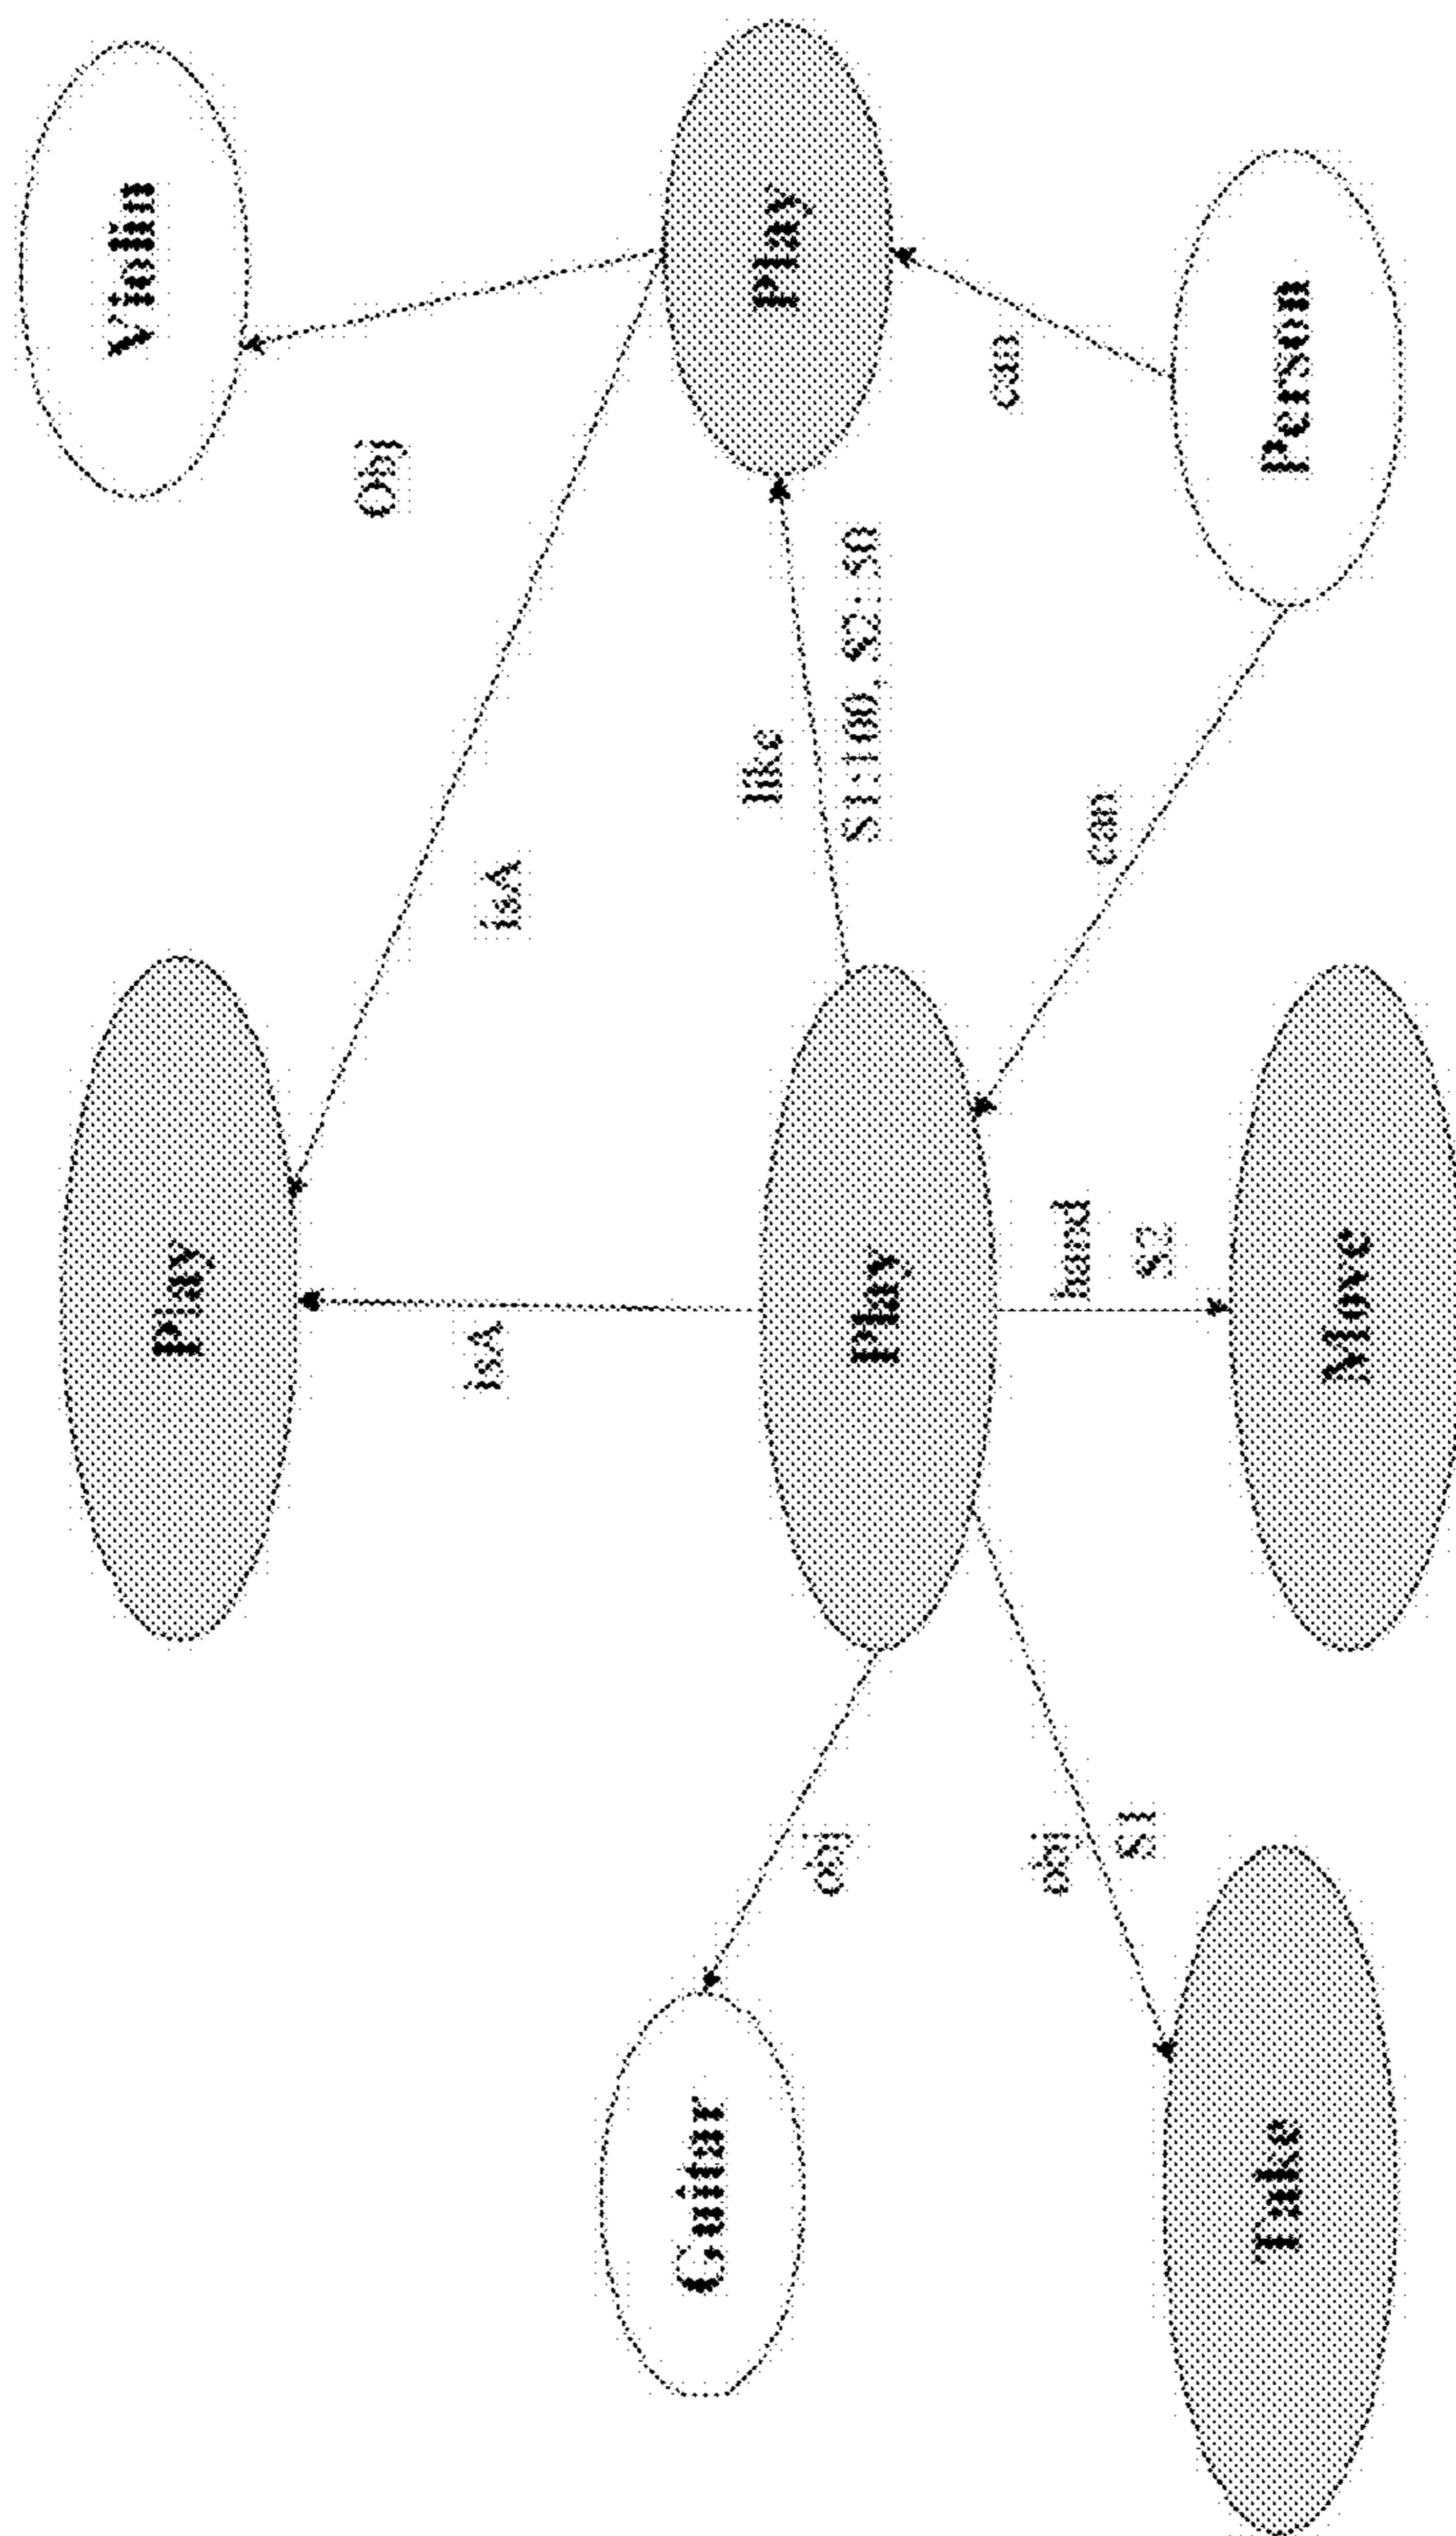 Violin
Play
Obj
isA
isA
Guitar
like
Play
obj
S1:100, S2: 50
Play
can
obj
hand
can
S1
S2
Take
Person
Move